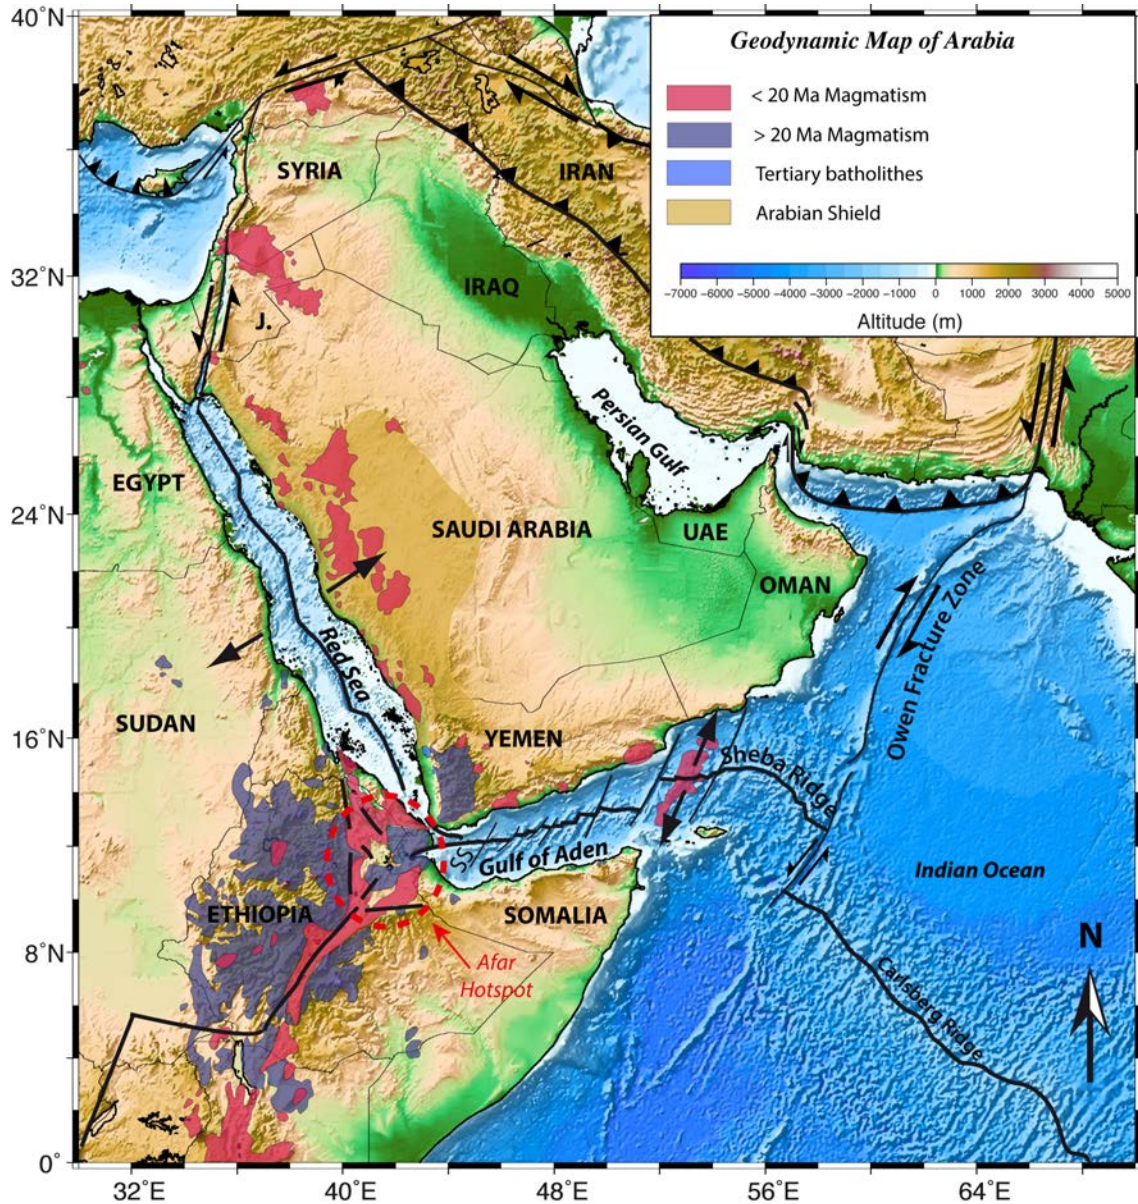 40°
Geodynamic Map of Arabia
< 20 Ma Magmatism
> 20 Ma Magmatism
Tertiary batholithes
Arabian Shield
−7000 −6000 −5000 −4000 −3000 −2000 −1000 0 1000 2000 3000 4000 5000
Altitude (m)
SYRIA
IRAN
32°N
IRAQ
J.
Persian Gulf
EGYPT
24°N
SAUDI ARABIA
UAE
OMAN
Red Sea
Owen Fracture Zone
SUDAN
16°N
YEMEN
Sheba Ridge
SS
Gulf of Aden
Indian Ocean
ETHIOPIA
SOMALIA
N
8°N
Afar
Hotspot
Carlsberg Ridge
0°
32°E 40°E 48°E 56°E 64°E